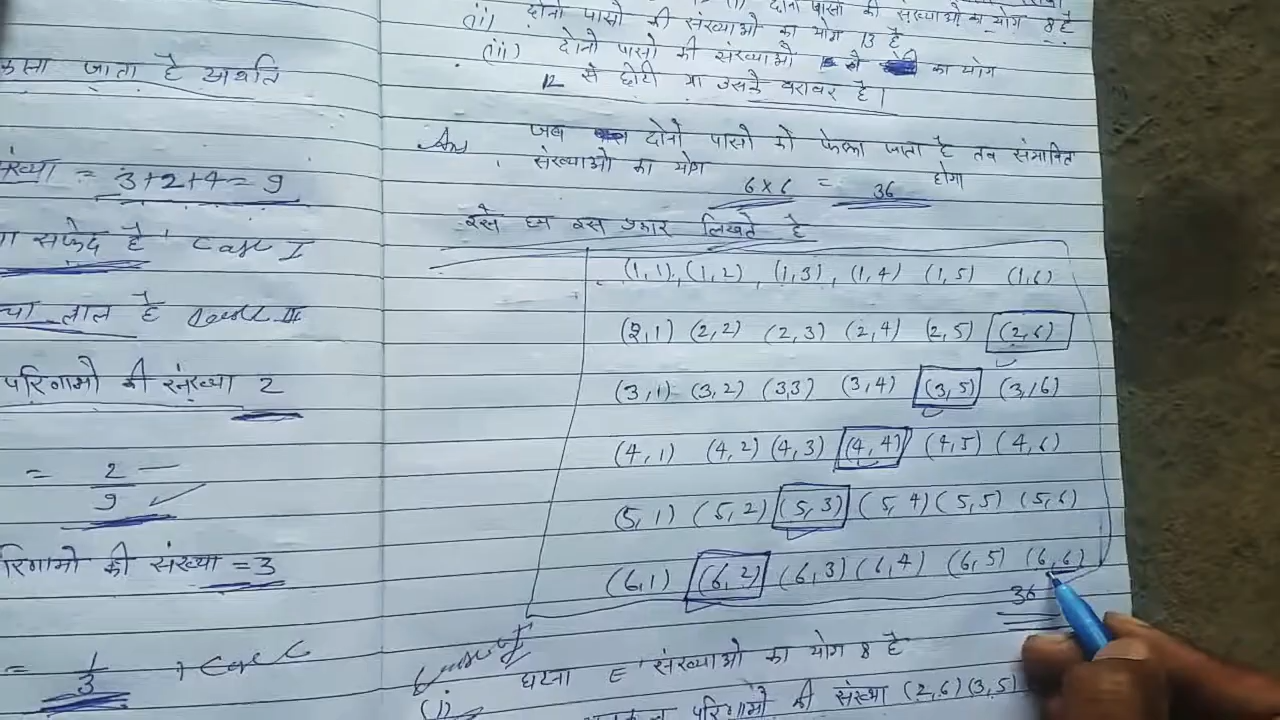 कसा जाता है अर्थात
संख्या = 3+2+4 = 9
सफेद है' Case I
लाल है Case II
परिणामो की संख्या 2
= 2/9
की संख्या = 3
= 1/3
दोनो पासो की संख्याओ का योग 8 है
(ii) दोनो पासो की संख्याओ का योग 13 है
(iii) दोनो पासो की संख्याओ का योग
12 से छोटी या उसके बराबर है।
Ans जब दोनो पासो को फेका जाता है तब संभावित
संख्याओ का योग 6 x 6 = 36 होगा
इसे हम इस प्रकार लिखते है
(1,1), (1,2) (1,3), (1,4) (1,5) (1,6)
(2,1) (2,2) (2,3) (2,4) (2,5) (2,6)
(3,1) (3,2) (3,3) (3,4) (3,5) (3,6)
(4,1) (4,2) (4,3) (4,4) (4,5) (4,6)
(5,1) (5,2) (5,3) (5,4) (5,5) (5,6)
(6,1) (6,2) (6,3) (6,4) (6,5) (6,6)
36
(i) घटना E संख्याओ का योग 8 है
परिणामो की संख्या (2,6) (3,5)